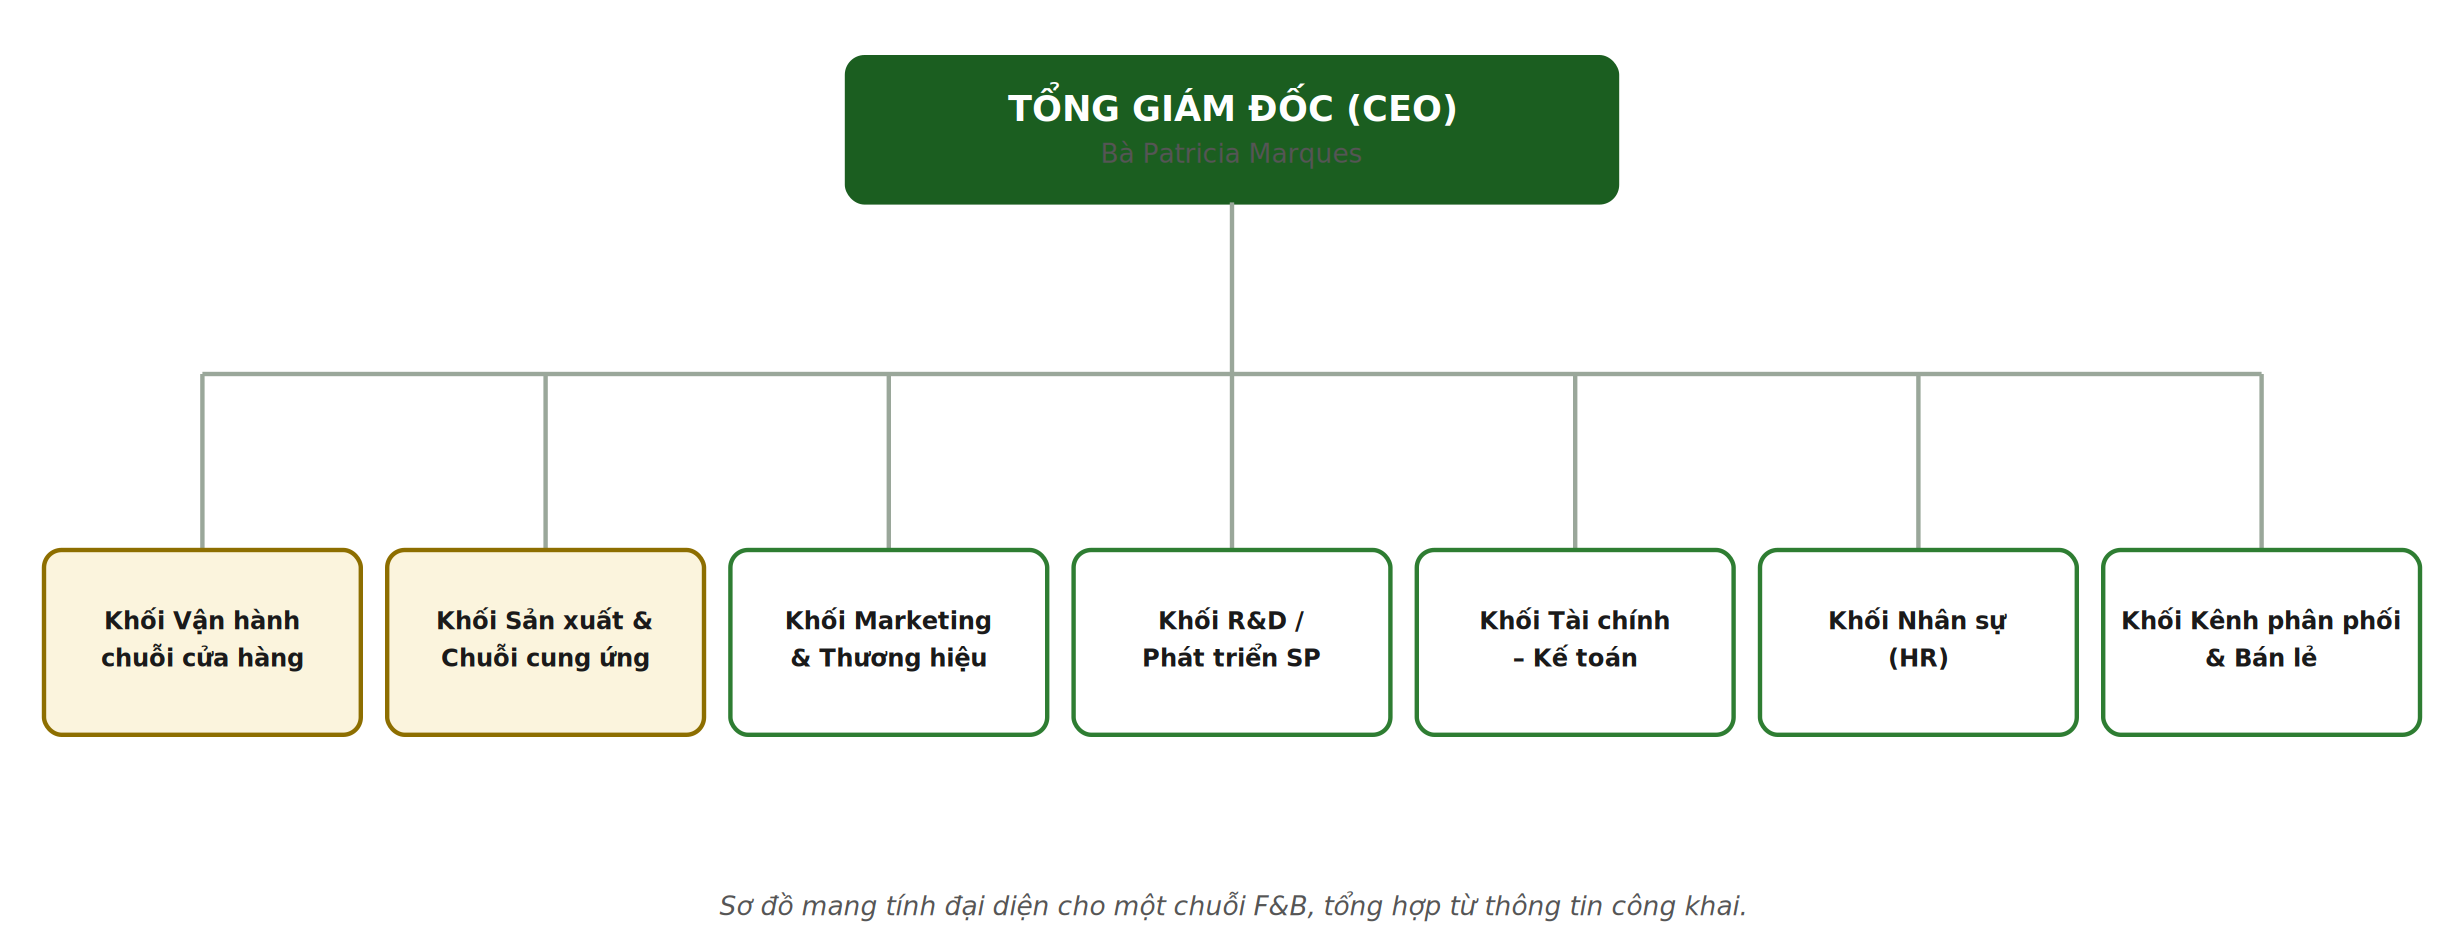 TỔNG GIÁM ĐỐC (CEO)
Bà Patricia Marques
Khối Vận hành
chuỗi cửa hàng
Khối Sản xuất &
Chuỗi cung ứng
Khối Marketing
& Thương hiệu
Khối R&D /
Phát triển SP
Khối Tài chính
– Kế toán
Khối Nhân sự
(HR)
Khối Kênh phân phối
& Bán lẻ
Sơ đồ mang tính đại diện cho một chuỗi F&B, tổng hợp từ thông tin công khai.